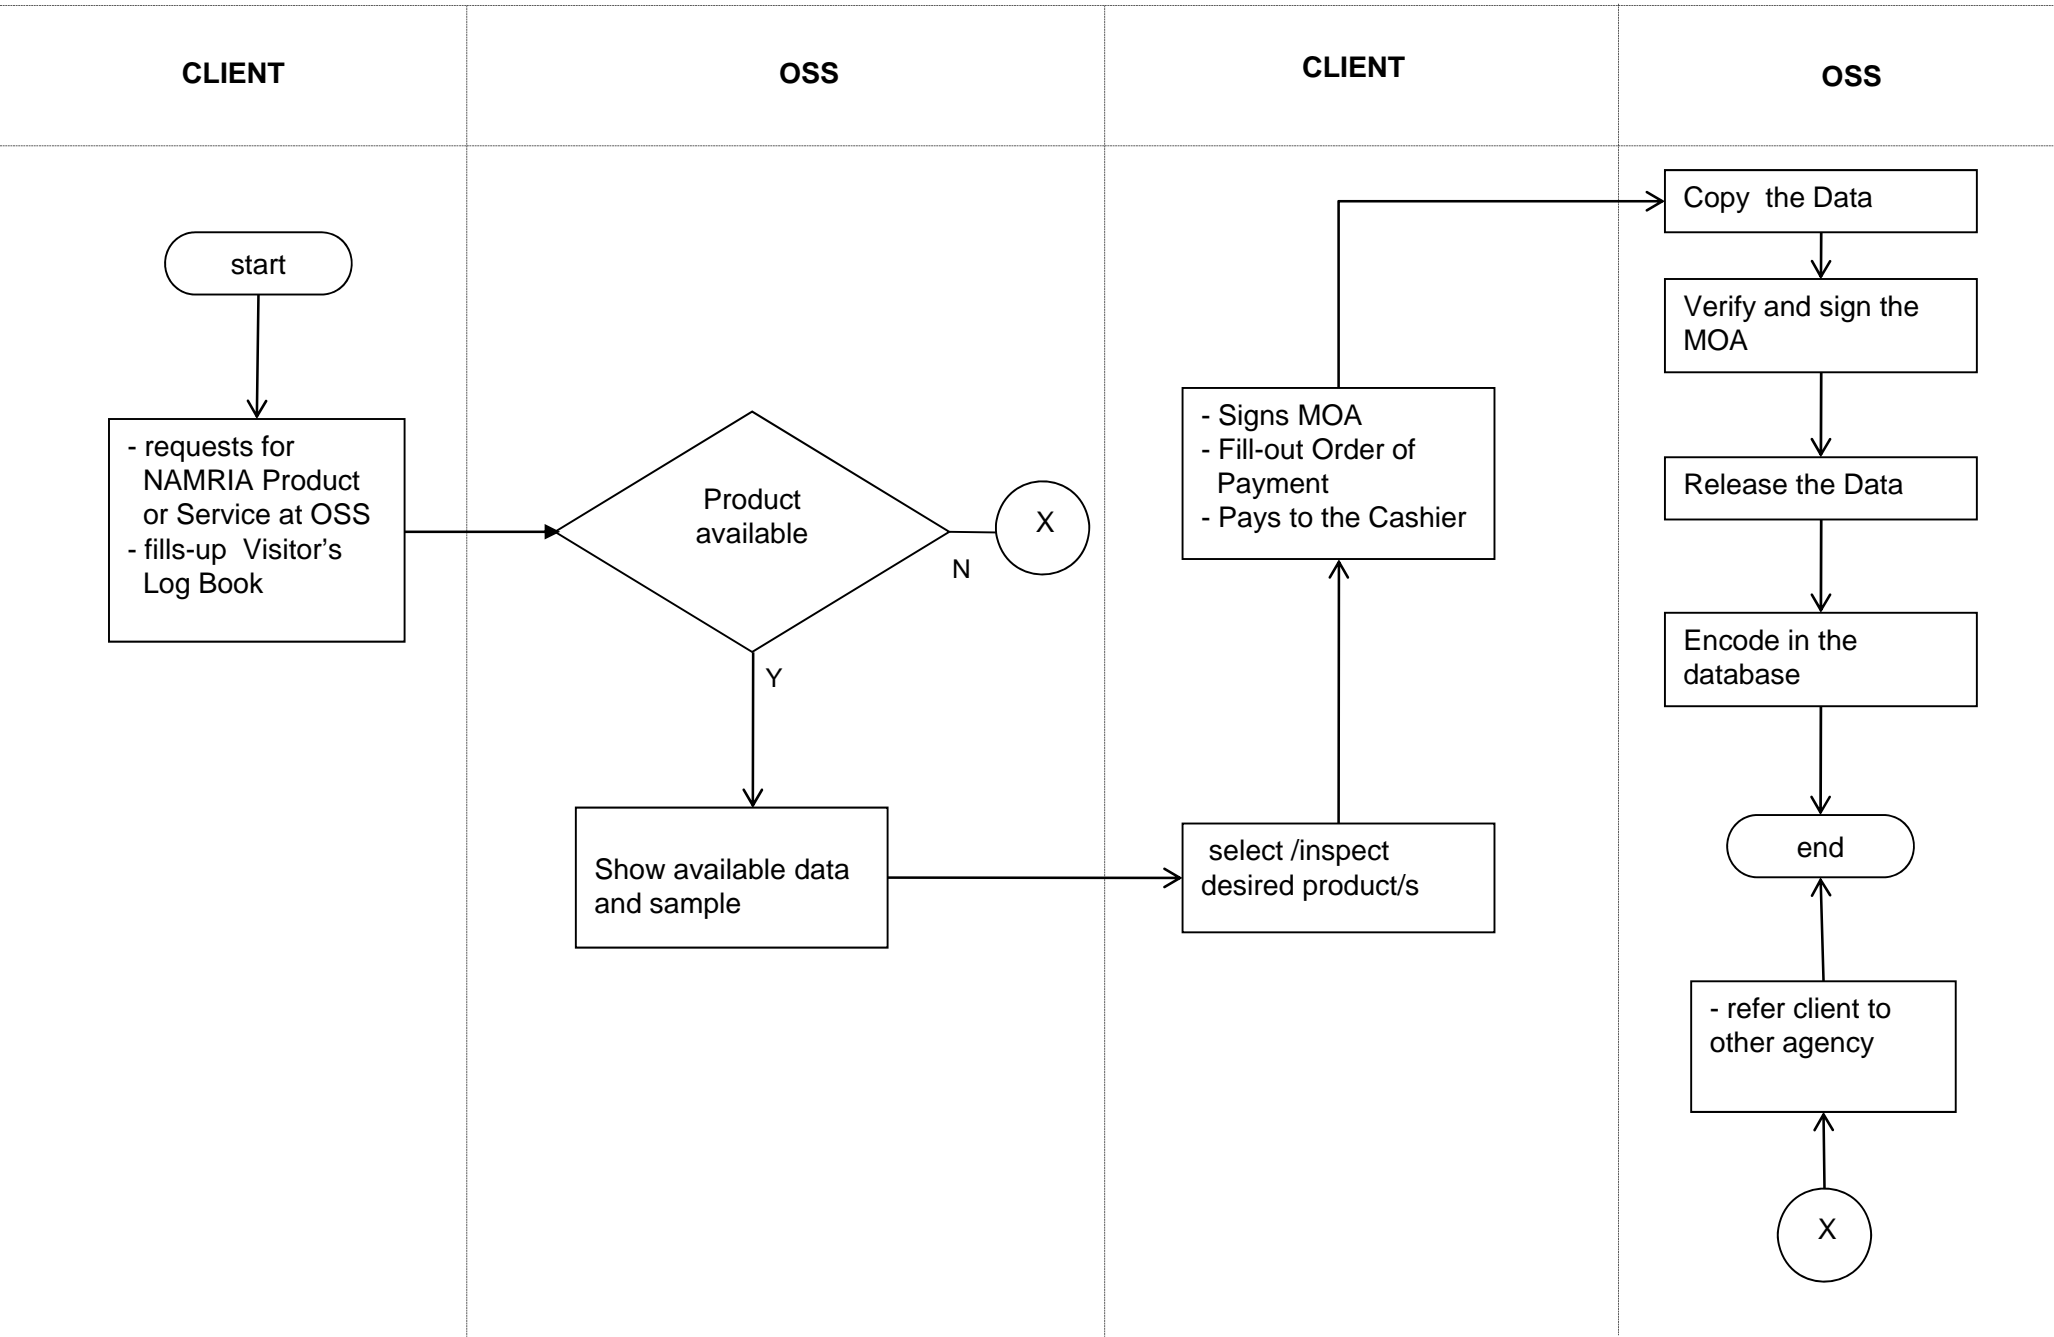 CLIENT
OSS
CLIENT
OSS
start
- requests for
NAMRIA Product
or Service at OSS
- fills-up  Visitor’s
Log Book
Product
available
N
X
Y
Show available data
and sample
- Signs MOA
- Fill-out Order of
Payment
- Pays to the Cashier
select /inspect
desired product/s
Copy  the Data
Verify and sign the
MOA
Release the Data
Encode in the
database
end
- refer client to
other agency
X